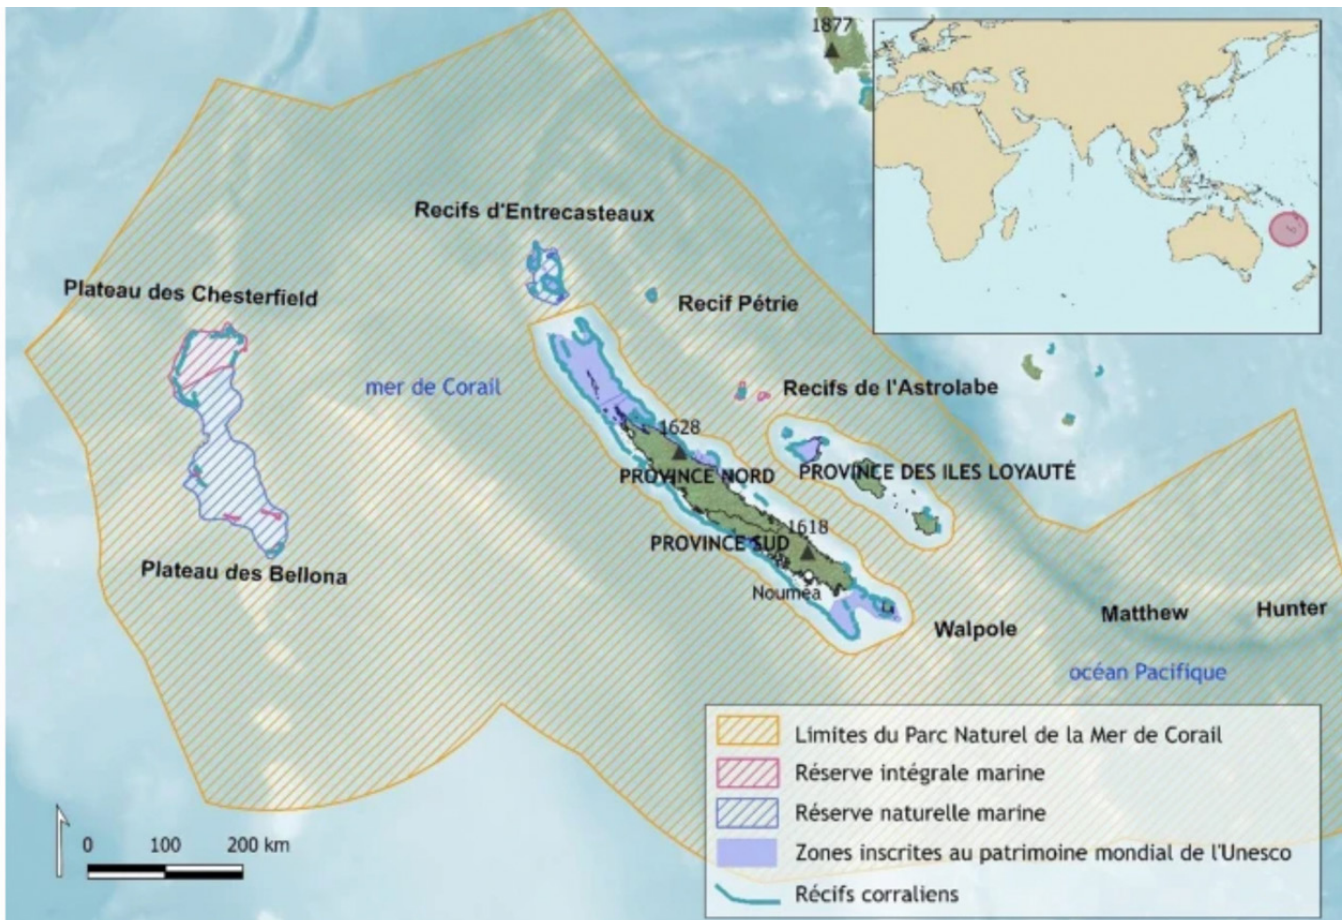 1877
Recifs d'Entrecasteaux
Plateau des Chesterfield
Recif Pétrie
mer de Corail
Recifs de l'Astrolabe
1628
PROVINCE NORD
PROVINCE DES ILES LOYAUTÉ
1618
PROVINCE SUD
Plateau des Bellona
Nouméa
Walpole
Matthew
Hunter
océan Pacifique
Limites du Parc Naturel de la Mer de Corail
Réserve intégrale marine
Réserve naturelle marine
Zones inscrites au patrimoine mondial de l'Unesco
Récifs corraliens
0 100 200 km